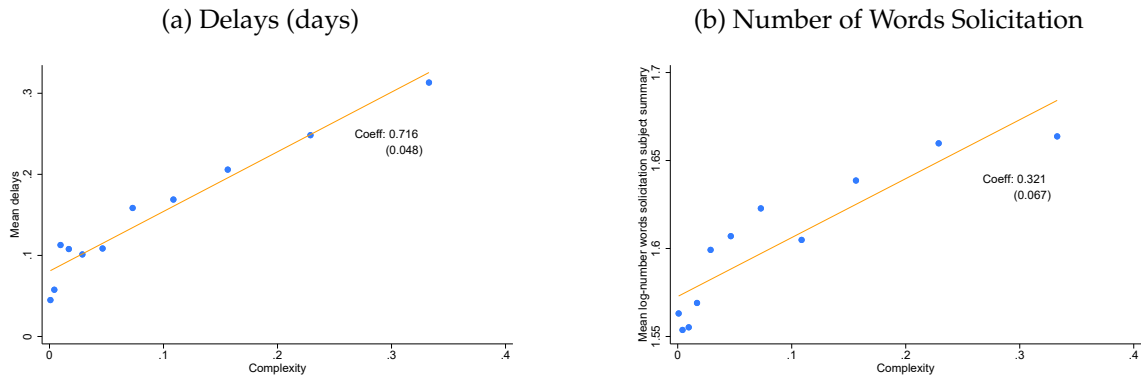 (a) Delays (days)
Mean delays
.3
.2
.1
0
Coeff: 0.716
(0.048)
0
.1
.2
.3
.4
Complexity
(b) Number of Words Solicitation
Mean log-number words solicitation subject summary
1.7
1.65
1.6
1.55
Coeff: 0.321
(0.067)
0
.1
.2
.3
.4
Complexity